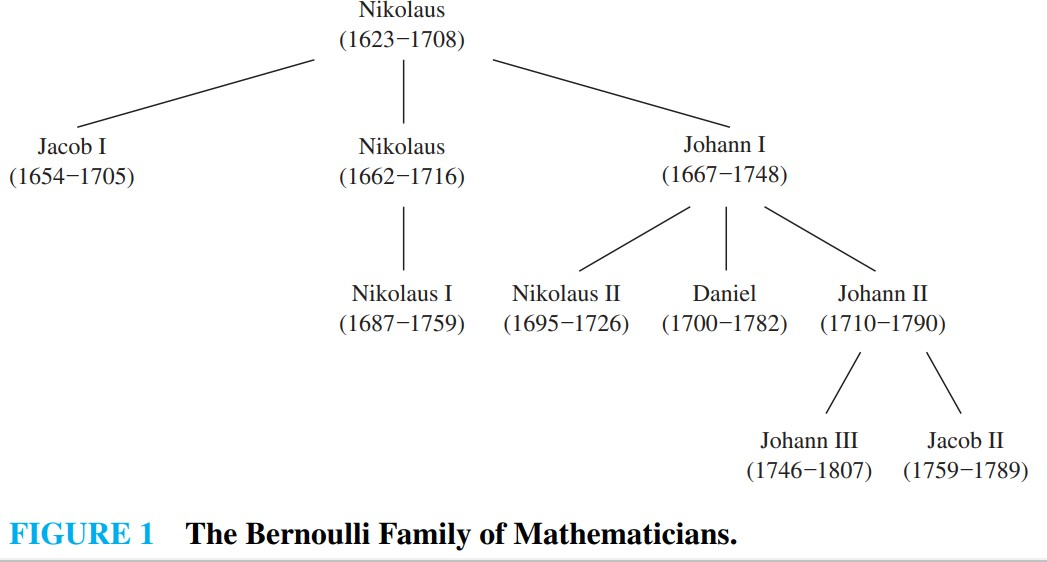 Nikolaus
(1623−1708)
Jacob I
(1654−1705)
Nikolaus
(1662−1716)
Johann I
(1667−1748)
Nikolaus I
(1687−1759)
Nikolaus II
(1695−1726)
Daniel
(1700−1782)
Johann II
(1710−1790)
Johann III
(1746−1807)
Jacob II
(1759−1789)
FIGURE 1 The Bernoulli Family of Mathematicians.